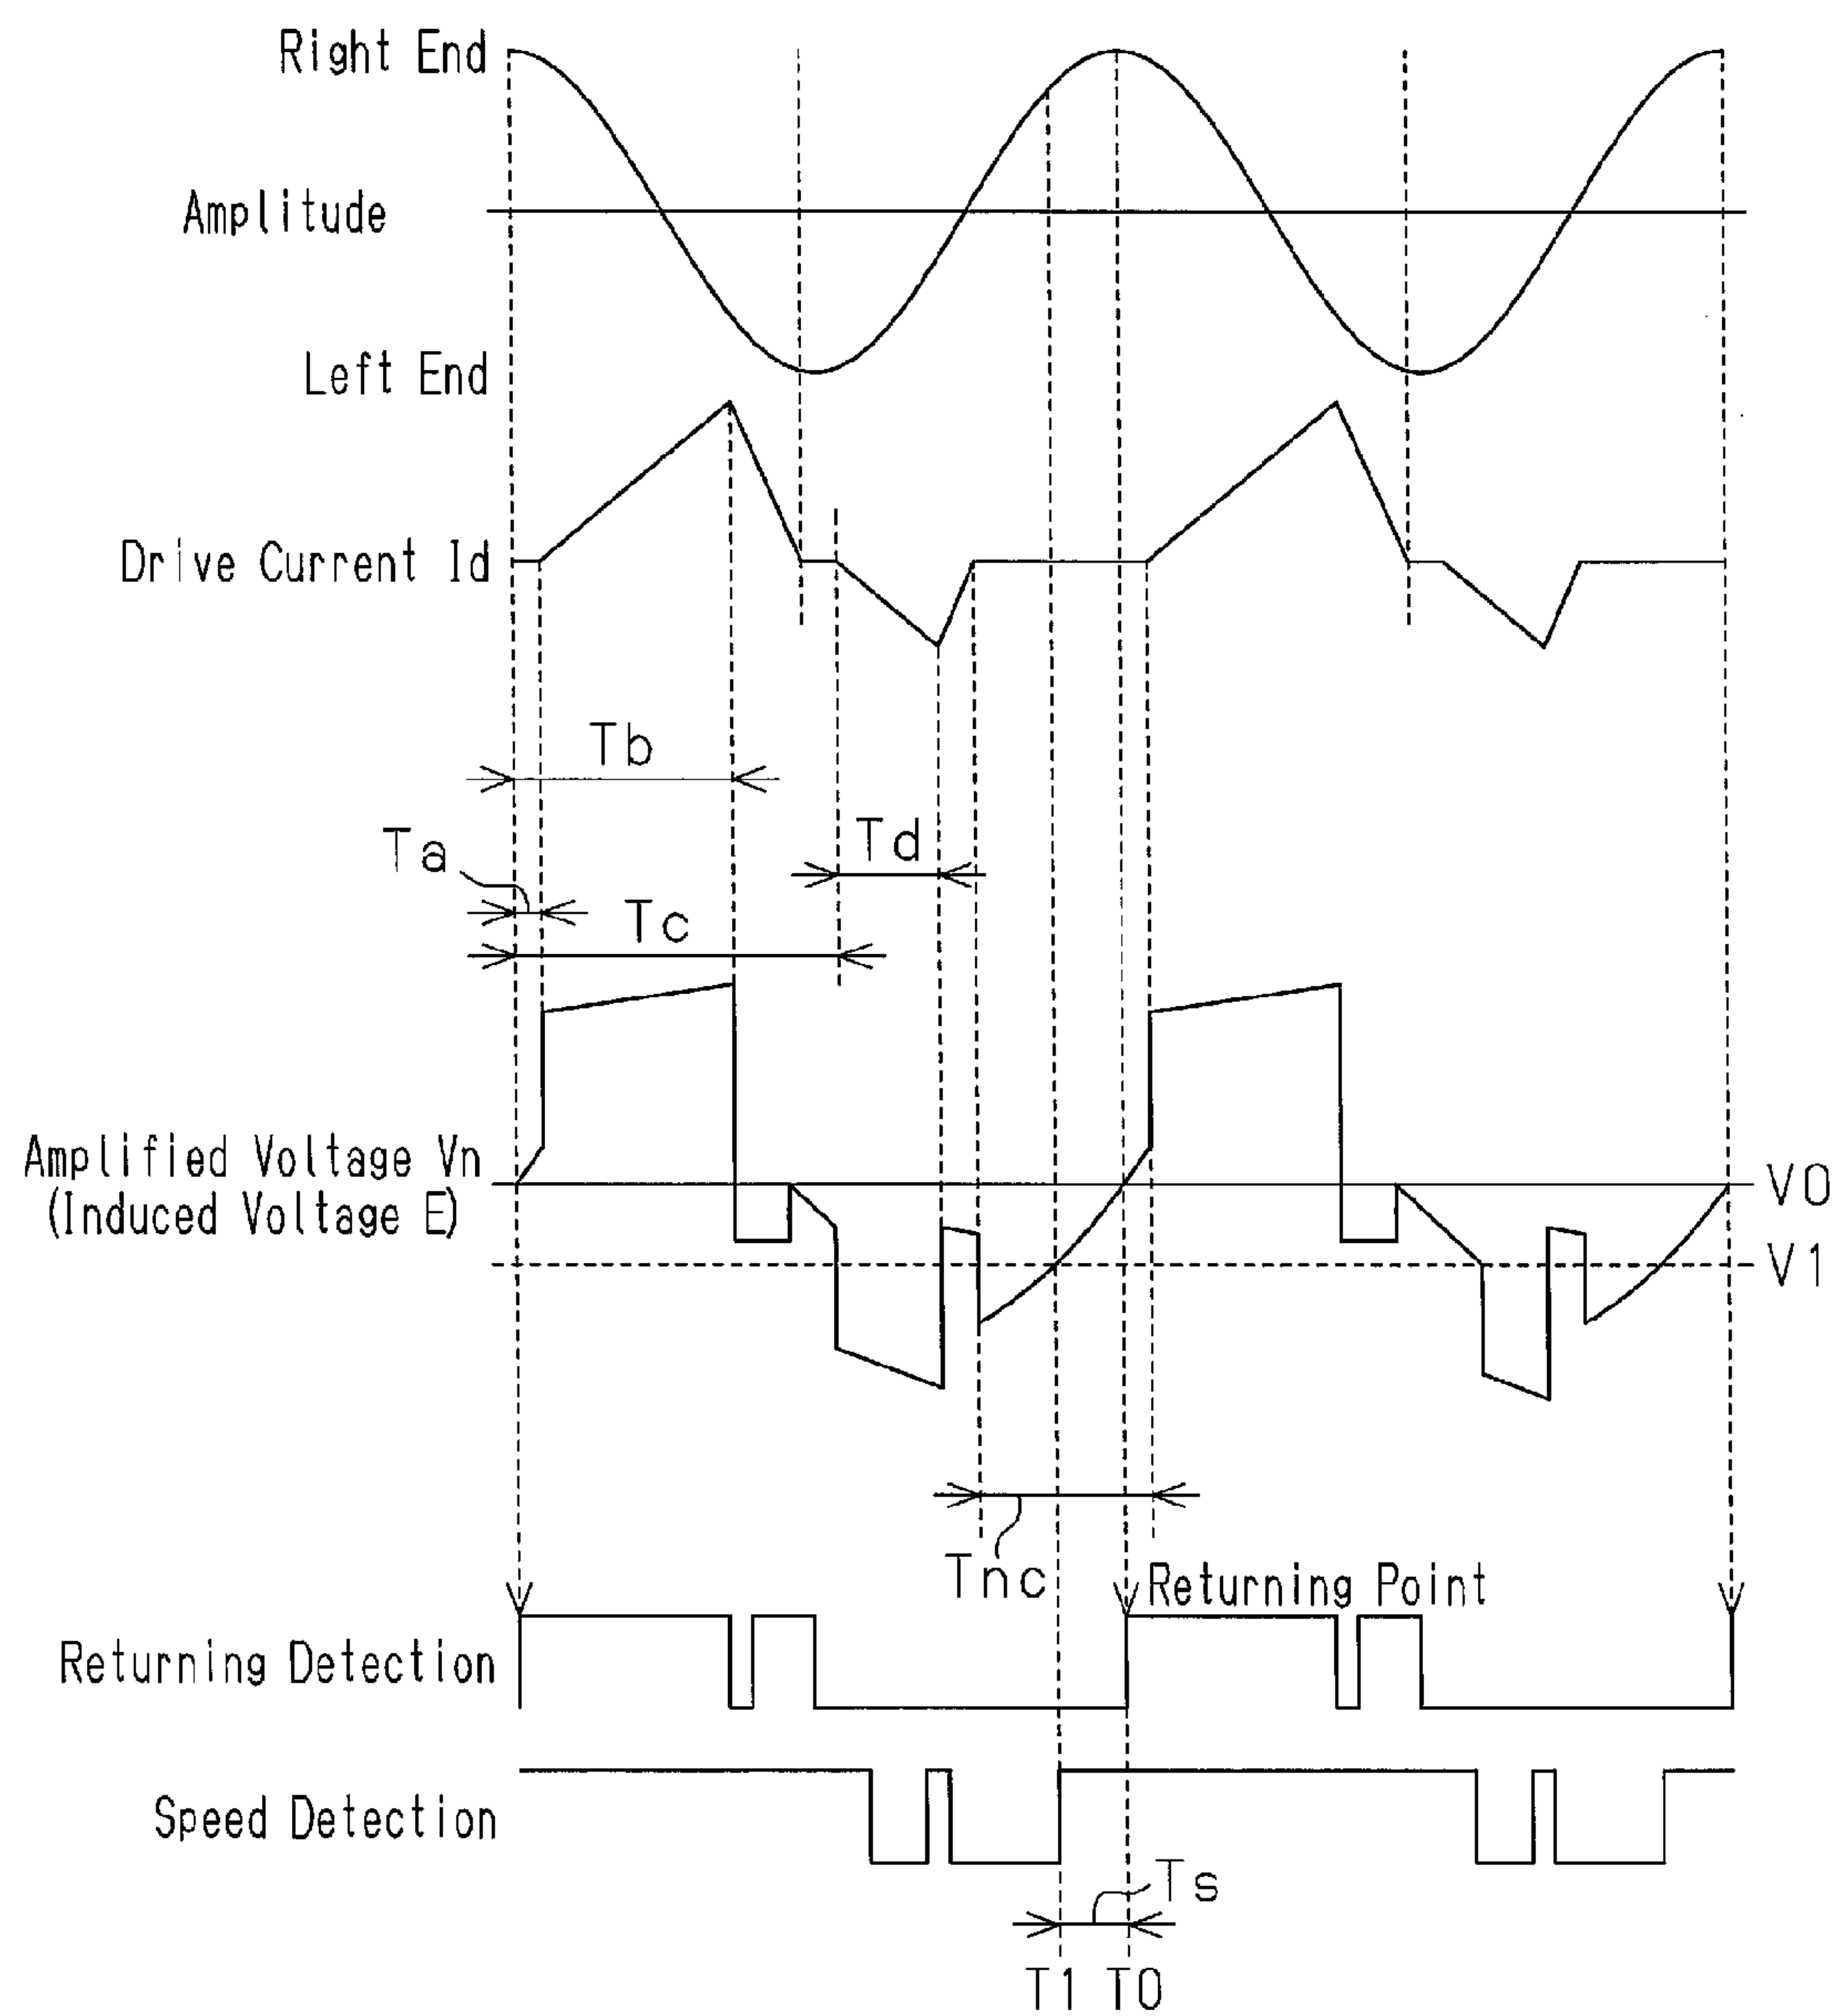 Right End
Amplitude
Left End
Drive Current Id
Tb
Ta
Td
Tc
Amplified Voltage Vn
(Induced Voltage E)
V0
V1
Tnc
Returning Point
Returning Detection
Speed Detection
Ts
T1 T0